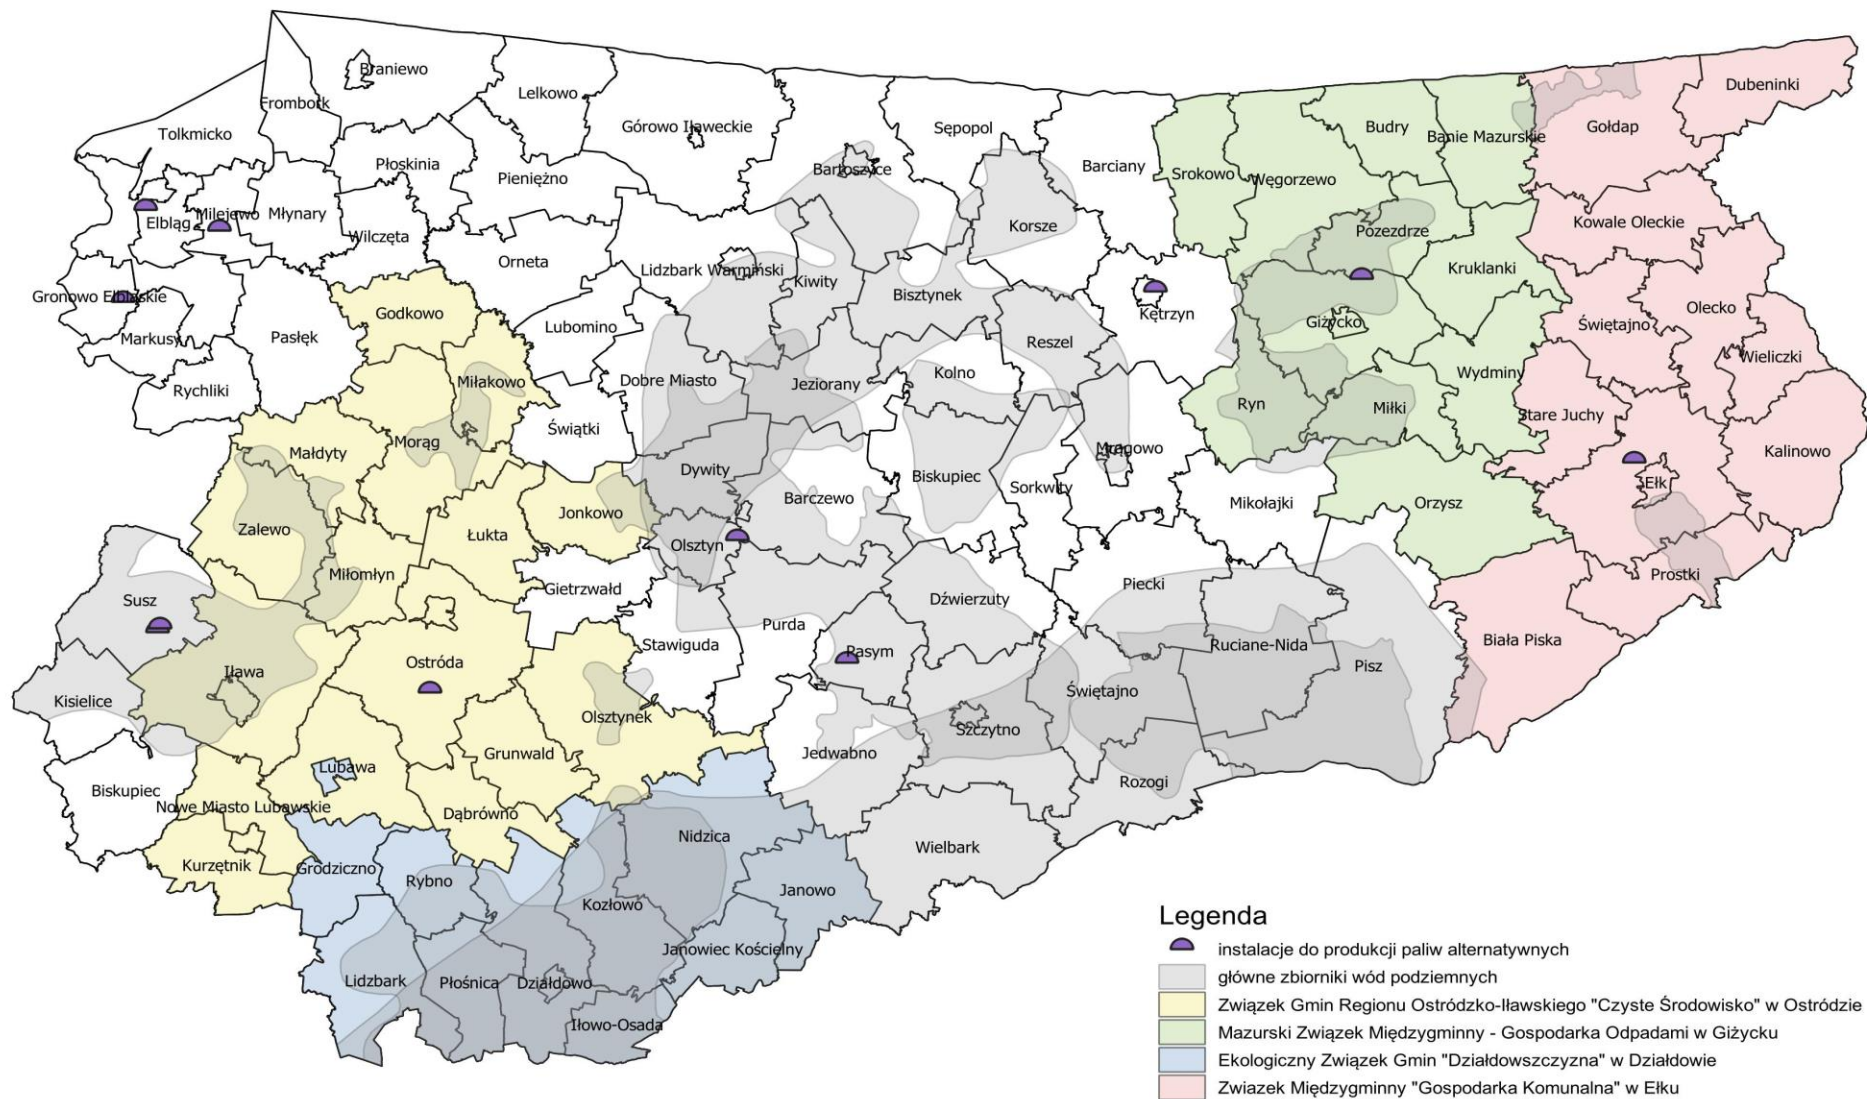 Braniewo
Lelkowo
Dubeninki
Frombork
Górowo Iławeckie
Sępopol
Budry
Gołdap
Tolkmicko
Banie Mazurskie
Płoskinia
Bartoszyce
Barciany
Srokowo
Węgorzewo
Pieniężno
Elbląg
Milejewo
Młynary
Wilczęta
Korsze
Pozezdrze
Kowale Oleckie
Orneta
Lidzbark Warmiński
Kiwity
Bisztynek
Kruklanki
Gronowo Elbląskie
Godkowo
Kętrzyn
Olecko
Markusy
Pasłęk
Lubomino
Reszel
Giżycko
Świętajno
Wieliczki
Rychliki
Miłakowo
Dobre Miasto
Jeziorany
Kolno
Wydminy
Ryn
Miłki
Stare Juchy
Świątki
Małdyty
Morąg
Mrągowo
Kalinowo
Dywity
Biskupiec
Sorkwity
Barczewo
Mikołajki
Orzysz
Ełk
Zalewo
Jonkowo
Łukta
Olsztyn
Miłomłyn
Gietrzwałd
Piecki
Prostki
Susz
Dźwierzuty
Purda
Stawiguda
Pasym
Ruciane-Nida
Biała Piska
Ostróda
Iława
Pisz
Kisielice
Świętajno
Olsztynek
Szczytno
Grunwald
Jedwabno
Lubawa
Rozogi
Biskupiec
Nowe Miasto Lubawskie
Dąbrówno
Nidzica
Wielbark
Kurzętnik
Grodziczno
Rybno
Janowo
Kozłowo
Janowiec Kościelny
Lidzbark
Płośnica
Działdowo
Iłowo-Osada
Legenda
instalacje do produkcji paliw alternatywnych
główne zbiorniki wód podziemnych
Związek Gmin Regionu Ostródzko-Iławskiego "Czyste Środowisko" w Ostródzie
Mazurski Związek Międzygminny - Gospodarka Odpadami w Giżycku
Ekologiczny Związek Gmin "Działdowszczyzna" w Działdowie
Zwiazek Międzygminny "Gospodarka Komunalna" w Ełku